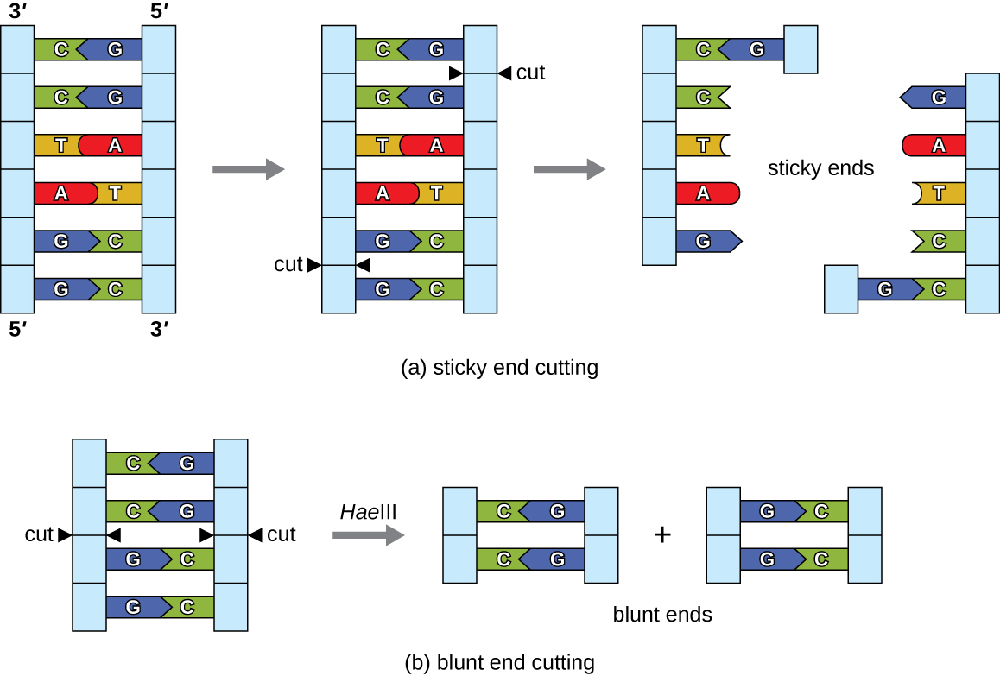 3′ 5′
C G C G C G
cut
C G C G C G
T A T A T A
sticky ends
A T A T A T
G C G C G C
cut
G C G C G C
5′ 3′
(a) sticky end cutting
C G
C G HaeIII C G G C
cut cut +
G C C G G C
G C
blunt ends
(b) blunt end cutting